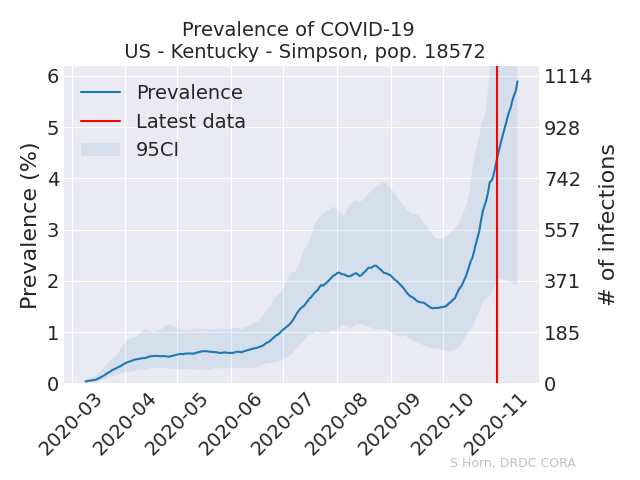 Prevalence of COVID-19
US - Kentucky - Simpson, pop. 18572
Prevalence
Latest data
95CI
Prevalence (%)
6
5
4
3
2
1
0
1114
928
742
557
371
185
0
# of infections
2020-03
2020-04
2020-05
2020-06
2020-07
2020-08
2020-09
2020-10
2020-11
S Horn, DRDC CORA